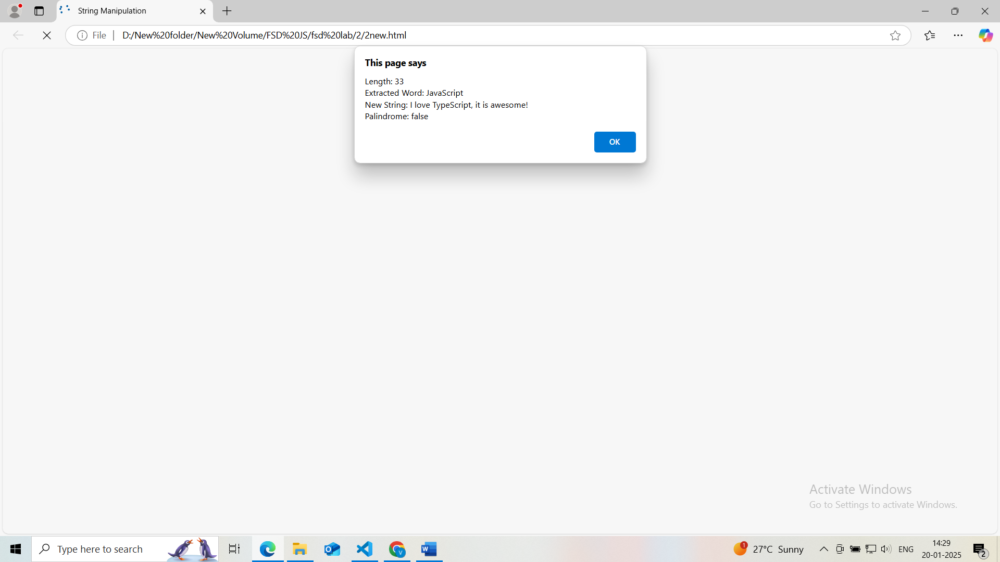 String Manipulation
File
D:/New%20folder/New%20Volume/FSD%20JS/fsd%20lab/2/2new.html
This page says
Length: 33
Extracted Word: JavaScript
New String: I love TypeScript, it is awesome!
Palindrome: false
OK
Activate Windows
Go to Settings to activate Windows.
Type here to search
1
27°C Sunny
ENG
14:29
20-01-2025
2